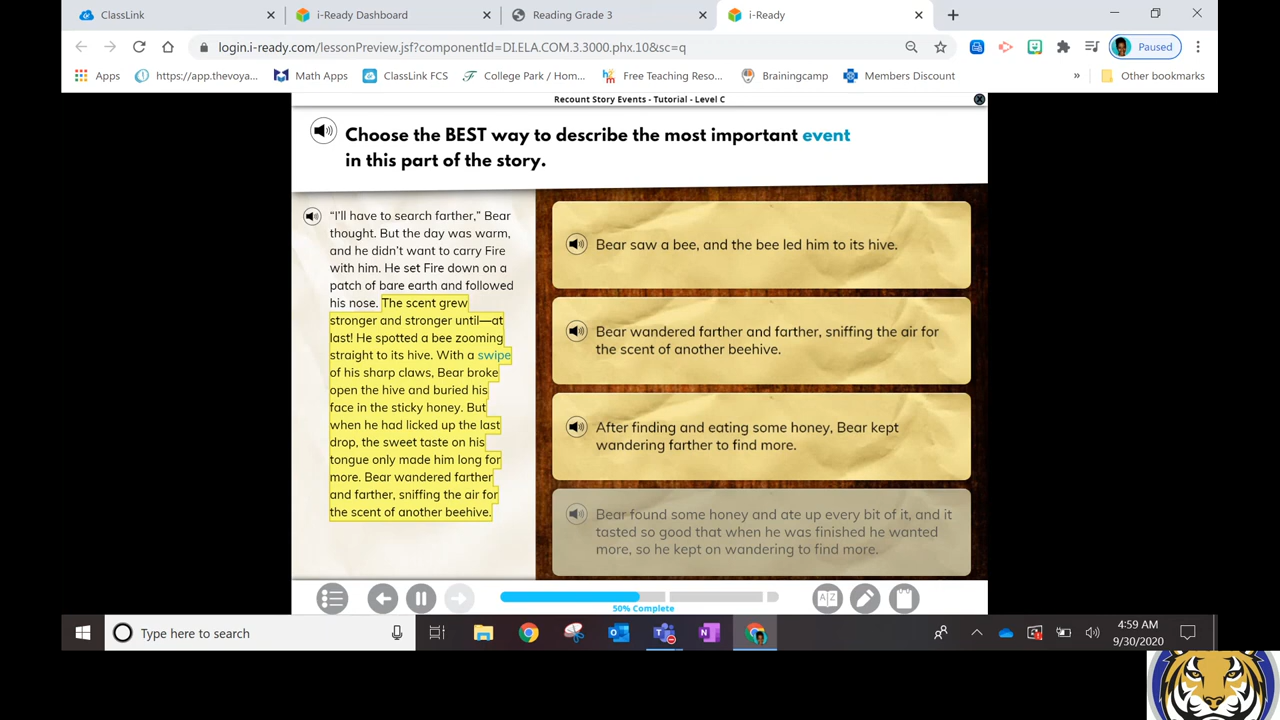 ClassLink
i-Ready Dashboard
Reading Grade 3
i-Ready
login.i-ready.com/lessonPreview.jsf?componentId=DI.ELA.COM.3.3000.phx.10&sc=q
Paused
Apps
https://app.thevoya...
Math Apps
ClassLink FCS
College Park / Hom...
Free Teaching Reso...
Brainingcamp
Members Discount
»
Other bookmarks
Recount Story Events - Tutorial - Level C
Choose the BEST way to describe the most important event
in this part of the story.
“I’ll have to search farther,” Bear
thought. But the day was warm,
and he didn’t want to carry Fire
with him. He set Fire down on a
patch of bare earth and followed
his nose. The scent grew
stronger and stronger until—at
last! He spotted a bee zooming
straight to its hive. With a swipe
of his sharp claws, Bear broke
open the hive and buried his
face in the sticky honey. But
when he had licked up the last
drop, the sweet taste on his
tongue only made him long for
more. Bear wandered farther
and farther, sniffing the air for
the scent of another beehive.
Bear saw a bee, and the bee led him to its hive.
Bear wandered farther and farther, sniffing the air for
the scent of another beehive.
After finding and eating some honey, Bear kept
wandering farther to find more.
Bear found some honey and ate up every bit of it, and it
tasted so good that when he was finished he wanted
more, so he kept on wandering to find more.
50% Complete
A Z
Type here to search
4:59 AM
9/30/2020